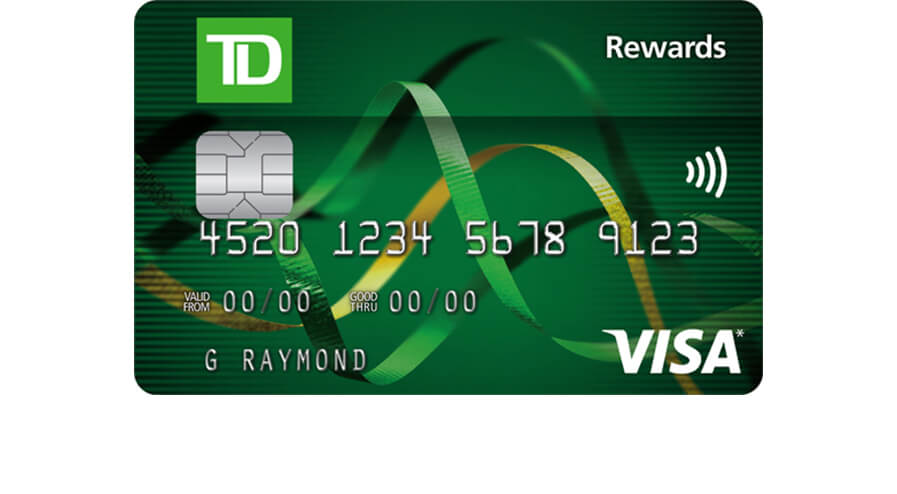 TD
Rewards
4520 1234 5678 9123
VALID FROM 00/00 GOOD THRU 00/00
G RAYMOND
VISA*